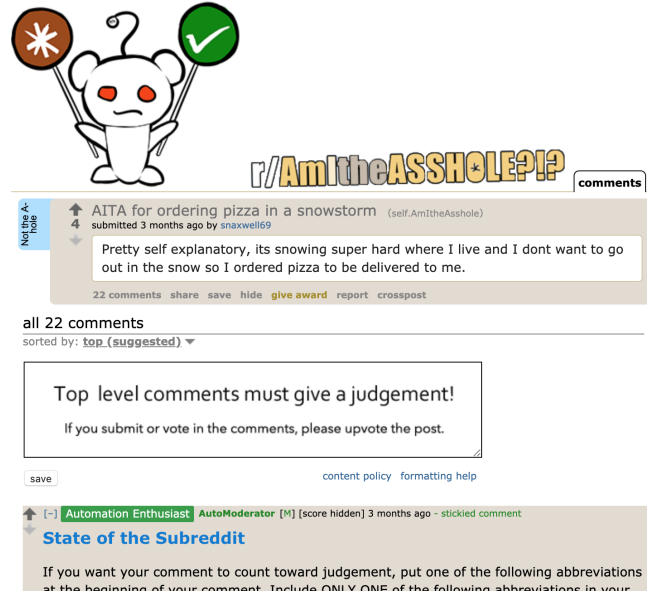 r/AmItheASSHOLE?!?
comments
Not the A-
hole
AITA for ordering pizza in a snowstorm (self.AmItheAsshole)
4
submitted 3 months ago by snaxwell69
Pretty self explanatory, its snowing super hard where I live and I dont want to go
out in the snow so I ordered pizza to be delivered to me.
22 comments share save hide give award report crosspost
all 22 comments
sorted by: top (suggested)
Top level comments must give a judgement!
If you submit or vote in the comments, please upvote the post.
save
content policy formatting help
[–] Automation Enthusiast AutoModerator [M] [score hidden] 3 months ago - stickied comment
State of the Subreddit
If you want your comment to count toward judgement, put one of the following abbreviations
at the beginning of your comment. Include ONLY ONE of the following abbreviations in your